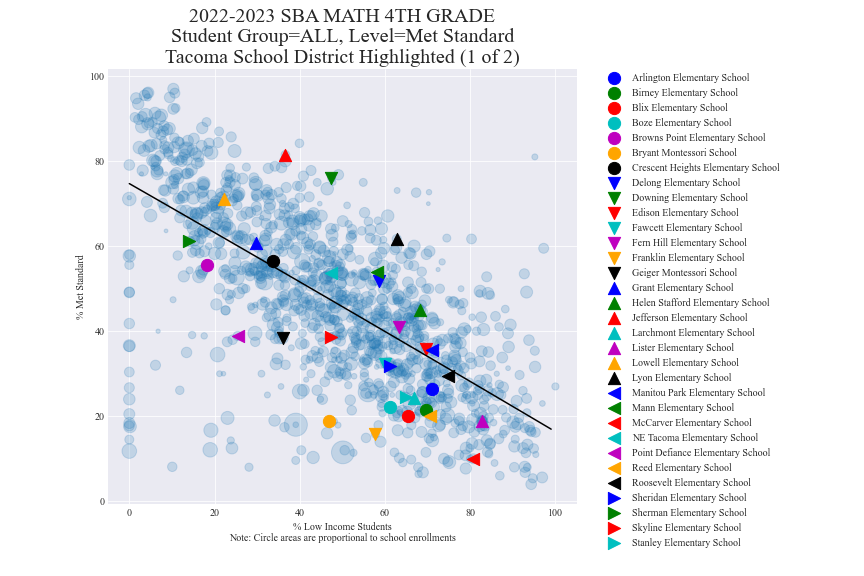 2022-2023 SBA MATH 4TH GRADE
Student Group=ALL, Level=Met Standard
Tacoma School District Highlighted (1 of 2)
100
80
60
40
20
0
% Met Standard
0 20 40 60 80 100
% Low Income Students
Note: Circle areas are proportional to school enrollments
Arlington Elementary School
Birney Elementary School
Blix Elementary School
Boze Elementary School
Browns Point Elementary School
Bryant Montessori School
Crescent Heights Elementary School
Delong Elementary School
Downing Elementary School
Edison Elementary School
Fawcett Elementary School
Fern Hill Elementary School
Franklin Elementary School
Geiger Montessori School
Grant Elementary School
Helen Stafford Elementary School
Jefferson Elementary School
Larchmont Elementary School
Lister Elementary School
Lowell Elementary School
Lyon Elementary School
Manitou Park Elementary School
Mann Elementary School
McCarver Elementary School
NE Tacoma Elementary School
Point Defiance Elementary School
Reed Elementary School
Roosevelt Elementary School
Sheridan Elementary School
Sherman Elementary School
Skyline Elementary School
Stanley Elementary School